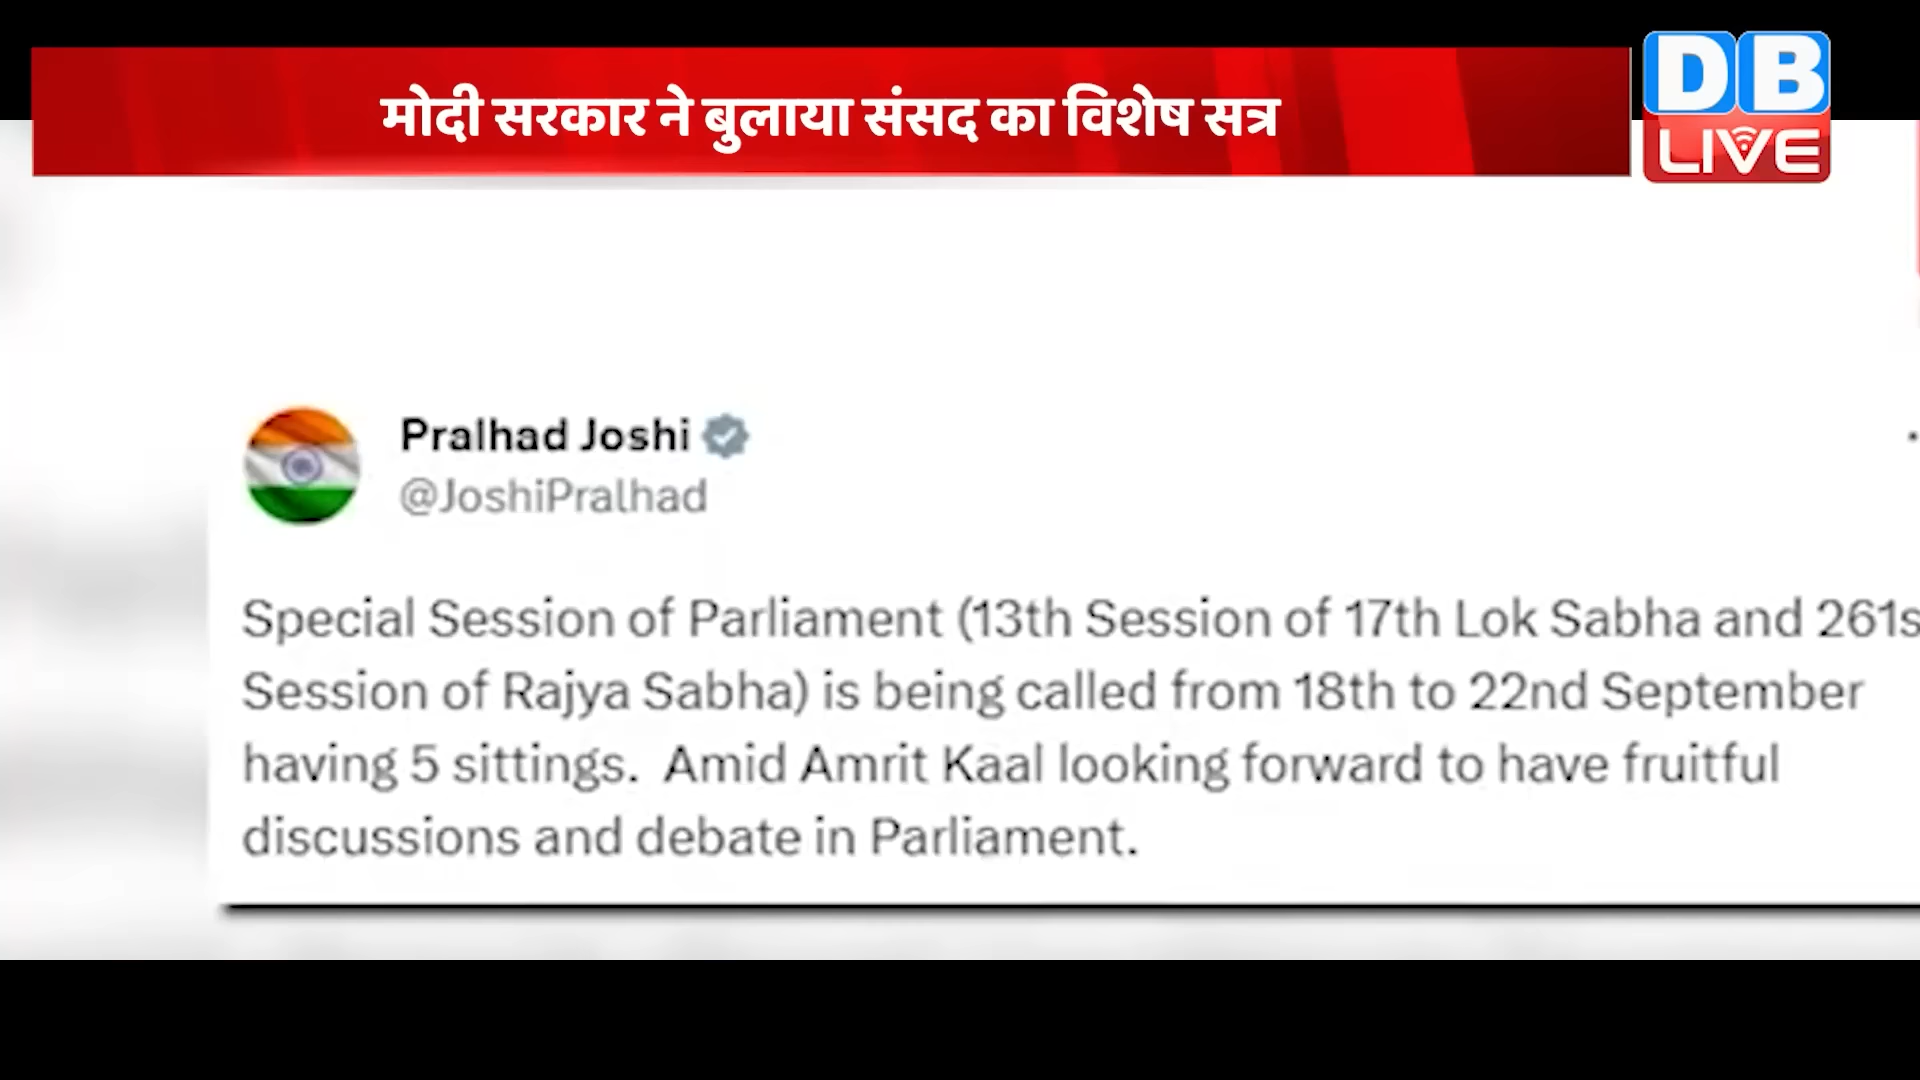 मोदी सरकार ने बुलाया संसद का विशेष सत्र
DB
LIVE
Pralhad Joshi
@JoshiPralhad
Special Session of Parliament (13th Session of 17th Lok Sabha and 261s
Session of Rajya Sabha) is being called from 18th to 22nd September
having 5 sittings. Amid Amrit Kaal looking forward to have fruitful
discussions and debate in Parliament.